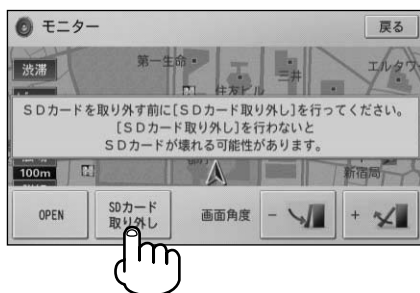 モニター
戻る
渋滞
第一生命
三井
エルタワ
住友ビル
SDカードを取り外す前に[SDカード取り外し]を行ってください。
[SDカード取り外し]を行わないと
SDカードが壊れる可能性があります。
100m
新宿局
OPEN
SDカード
取り外し
画面角度
-
+